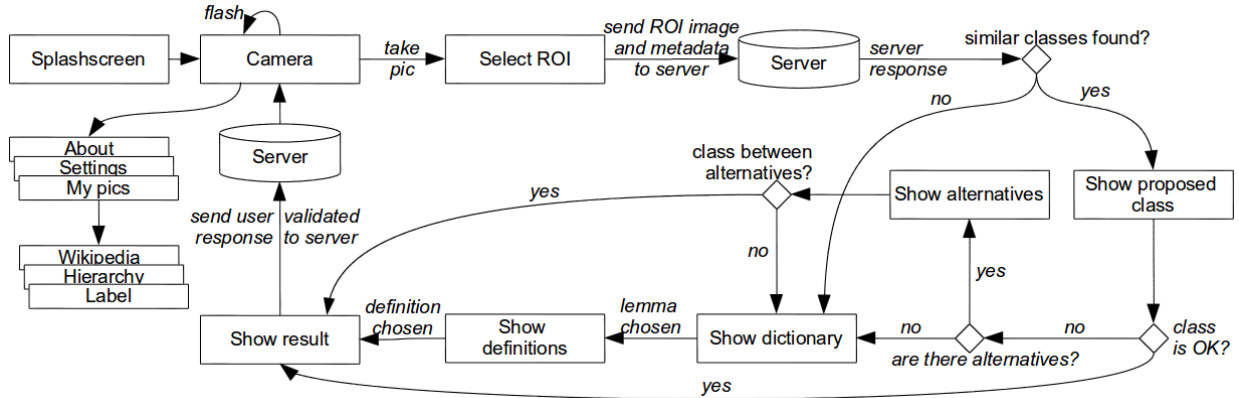 flash
Splashscreen
Camera
take
pic
Select ROI
send ROI image
and metadata
to server
Server
server
response
similar classes found?
no
yes
About
Settings
My pics
Server
class between
alternatives?
Show alternatives
Show proposed
class
yes
send user
response
validated
to server
no
yes
Wikipedia
Hierarchy
Label
Show result
definition
chosen
Show
definitions
lemma
chosen
Show dictionary
no
are there alternatives?
no
class
is OK?
yes